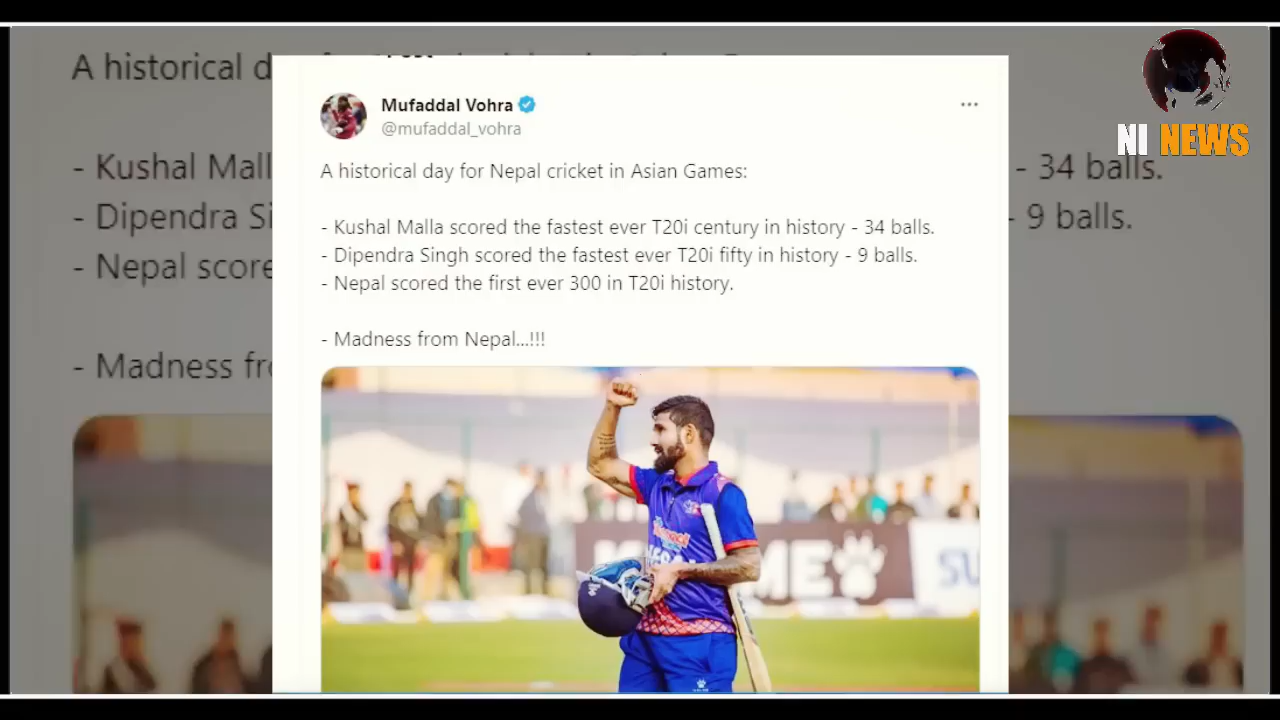 A historical d
- Kushal Mall
- Dipendra Si
- Nepal score
- Madness fr
Mufaddal Vohra
@mufaddal_vohra
A historical day for Nepal cricket in Asian Games:
- Kushal Malla scored the fastest ever T20i century in history - 34 balls.
- Dipendra Singh scored the fastest ever T20i fifty in history - 9 balls.
- Nepal scored the first ever 300 in T20i history.
- Madness from Nepal...!!!
NI NEWS
- 34 balls.
- 9 balls.
ME
SU